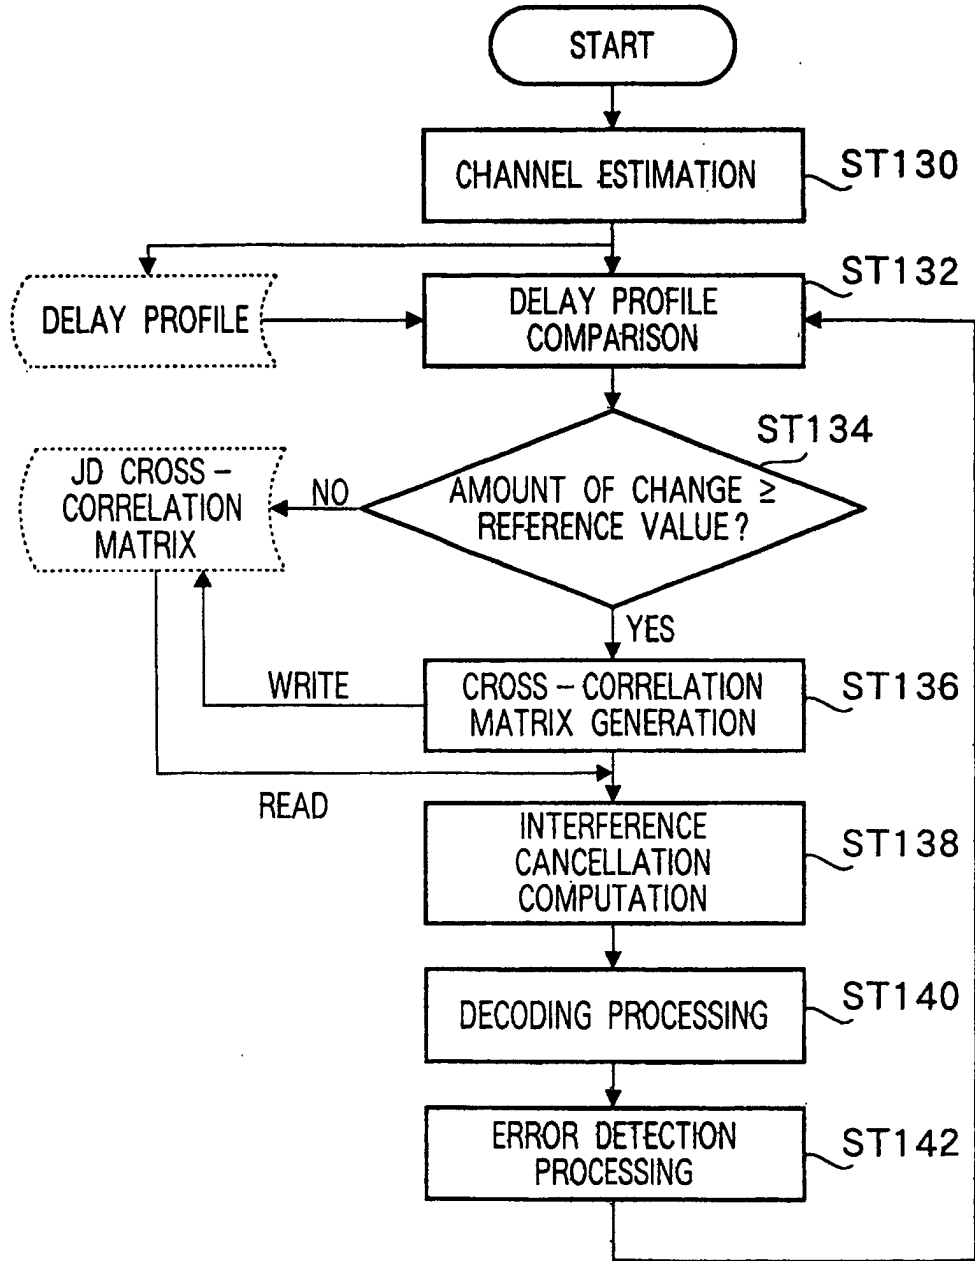 START
CHANNEL ESTIMATION
ST130
DELAY PROFILE
DELAY PROFILE
COMPARISON
ST132
ST134
AMOUNT OF CHANGE ≥
REFERENCE VALUE?
NO
JD CROSS–
CORRELATION
MATRIX
YES
WRITE
CROSS–CORRELATION
MATRIX GENERATION
ST136
READ
INTERFERENCE
CANCELLATION
COMPUTATION
ST138
DECODING PROCESSING
ST140
ERROR DETECTION
PROCESSING
ST142